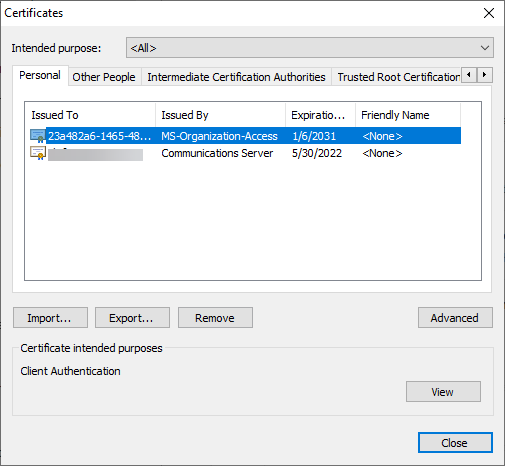 Certificates
Intended purpose: <All>
Personal Other People Intermediate Certification Authorities Trusted Root Certification
Issued To Issued By Expiratio... Friendly Name
23a482a6-1465-48... MS-Organization-Access 1/6/2031 <None>
Communications Server 5/30/2022 <None>
Import... Export... Remove Advanced
Certificate intended purposes
Client Authentication
View
Close